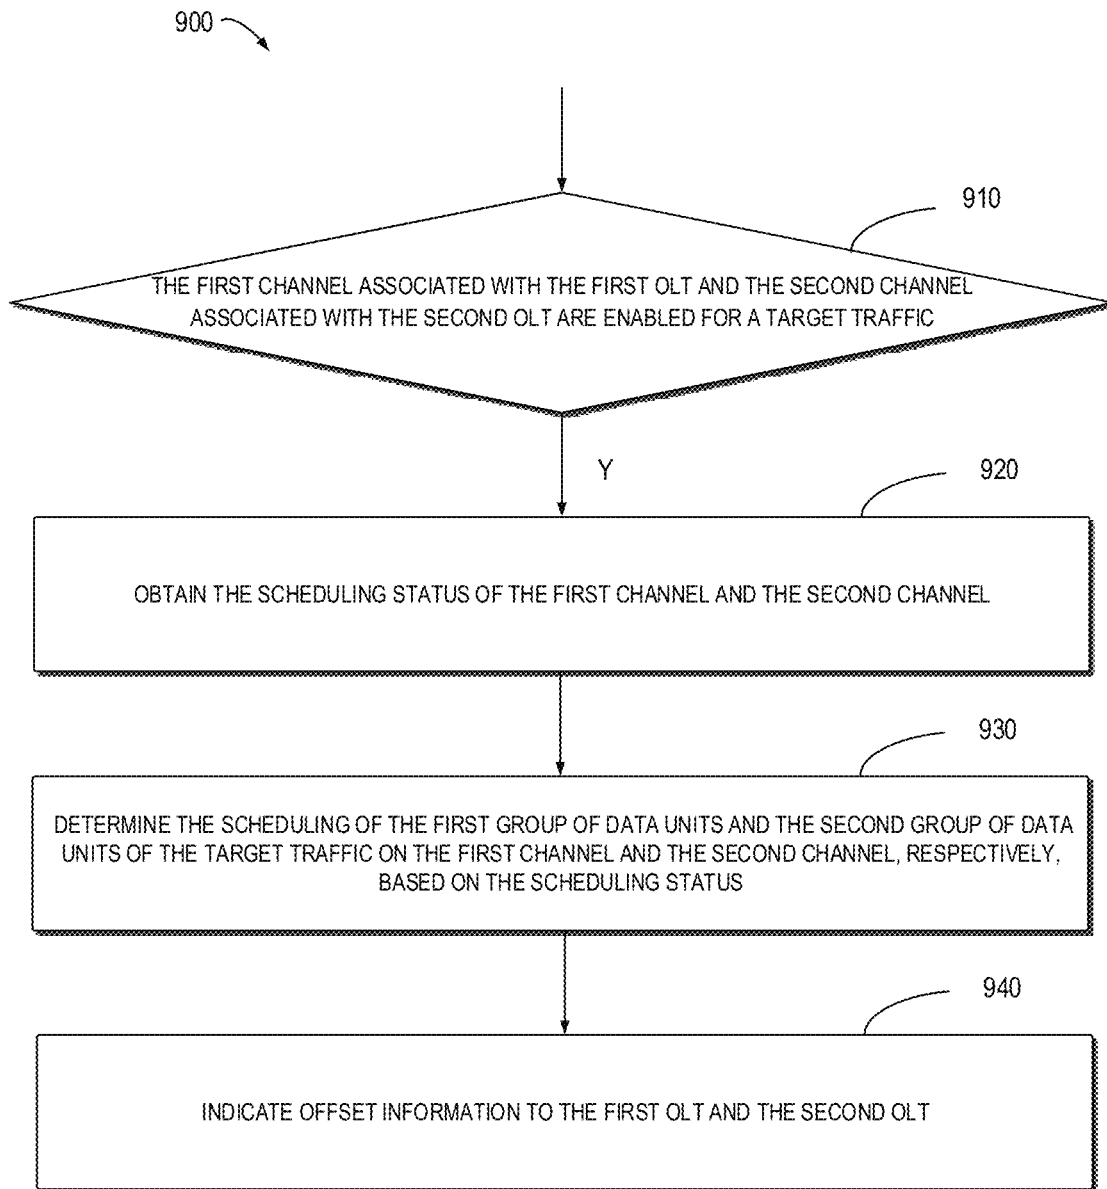 900
910
THE FIRST CHANNEL ASSOCIATED WITH THE FIRST OLT AND THE SECOND CHANNEL
ASSOCIATED WITH THE SECOND OLT ARE ENABLED FOR A TARGET TRAFFIC
Y
920
OBTAIN THE SCHEDULING STATUS OF THE FIRST CHANNEL AND THE SECOND CHANNEL
930
DETERMINE THE SCHEDULING OF THE FIRST GROUP OF DATA UNITS AND THE SECOND GROUP OF DATA
UNITS OF THE TARGET TRAFFIC ON THE FIRST CHANNEL AND THE SECOND CHANNEL, RESPECTIVELY,
BASED ON THE SCHEDULING STATUS
940
INDICATE OFFSET INFORMATION TO THE FIRST OLT AND THE SECOND OLT